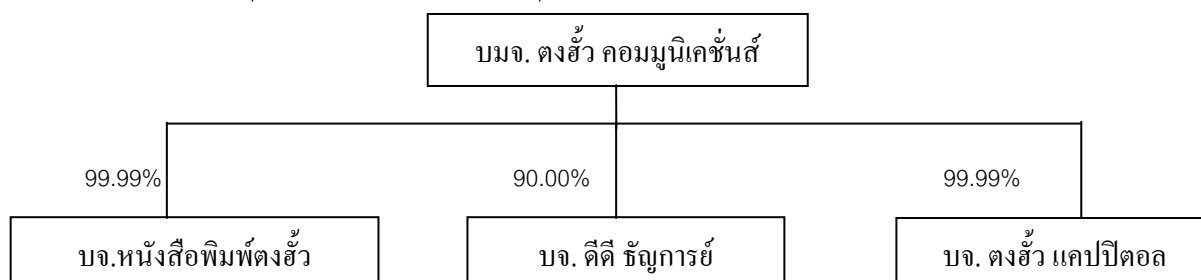 บมจ. ตงฮั้ว คอมมูนิเคชั่นส์
99.99% 90.00% 99.99%
บจ.หนังสือพิมพ์ตงฮั้ว บจ. ดีดี ธัญการย์ บจ. ตงฮั้ว แคปปิตอล